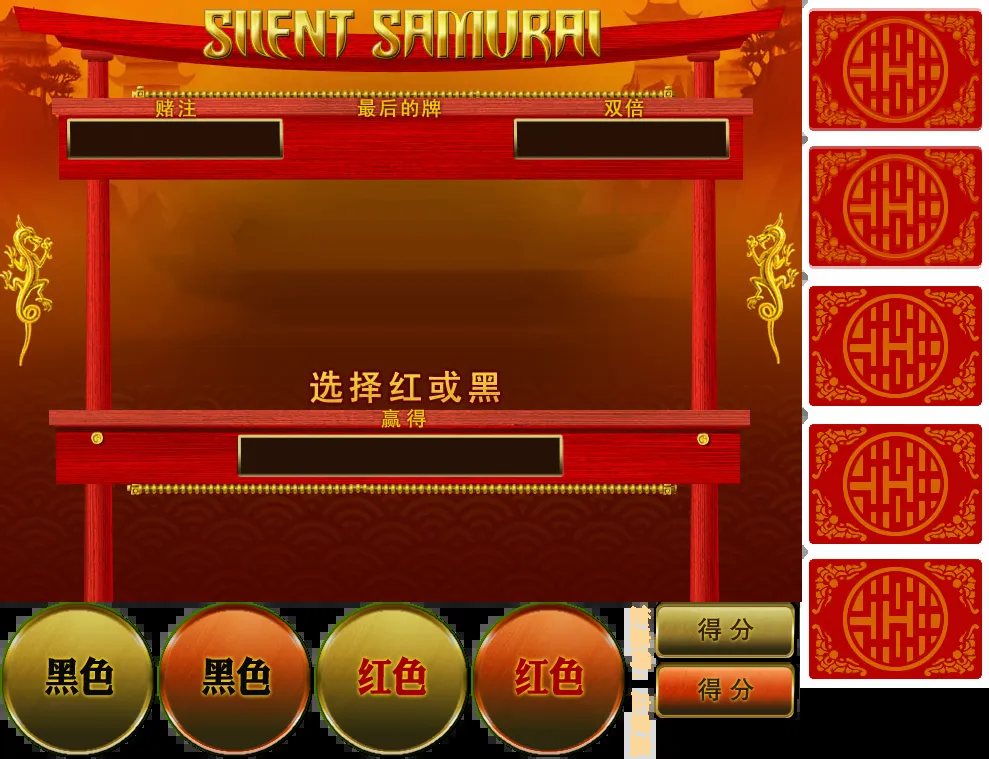 SILENT SAMURAI
赌注 最后的牌 双倍
选择红或黑
赢得
黑色 黑色 红色 红色 得分
得分